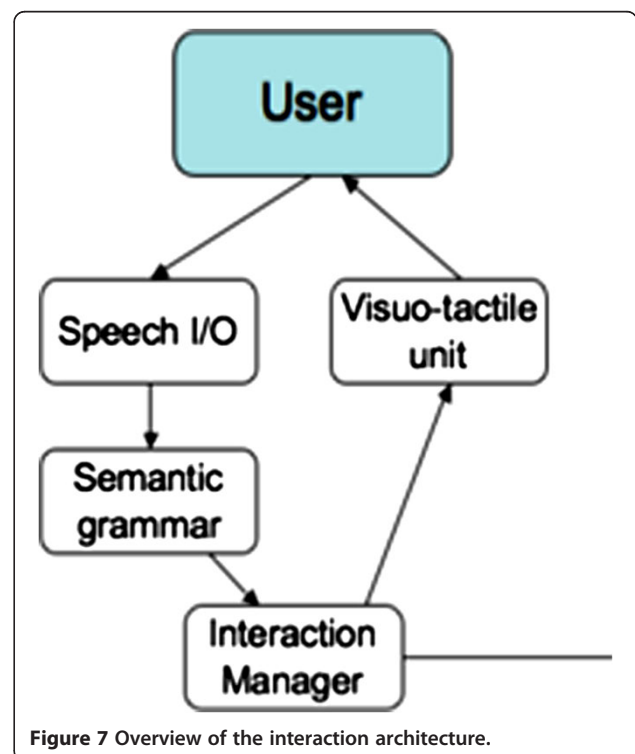 User
Speech I/O
Visuo-tactile
unit
Semantic
grammar
Interaction
Manager
Figure 7 Overview of the interaction architecture.